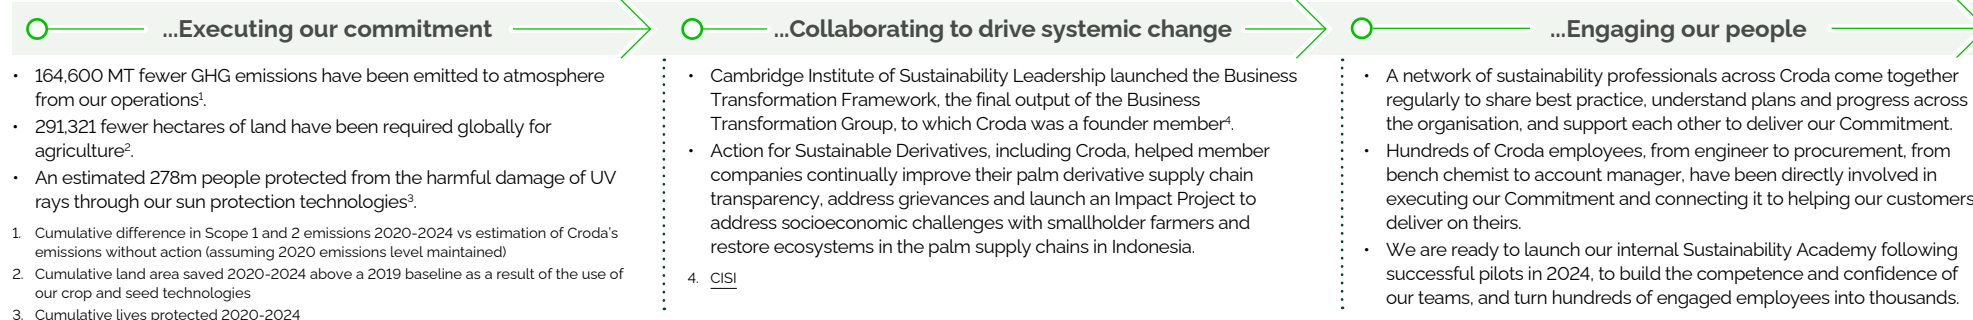 ...Executing our commitment
• 164,600 MT fewer GHG emissions have been emitted to atmosphere
from our operations¹.
• 291,321 fewer hectares of land have been required globally for
agriculture².
• An estimated 278m people protected from the harmful damage of UV
rays through our sun protection technologies³.
1. Cumulative difference in Scope 1 and 2 emissions 2020-2024 vs estimation of Croda's
emissions without action (assuming 2020 emissions level maintained)
2. Cumulative land area saved 2020-2024 above a 2019 baseline as a result of the use of
our crop and seed technologies
3. Cumulative lives protected 2020-2024
...Collaborating to drive systemic change
• Cambridge Institute of Sustainability Leadership launched the Business
Transformation Framework, the final output of the Business
Transformation Group, to which Croda was a founder member⁴.
• Action for Sustainable Derivatives, including Croda, helped member
companies continually improve their palm derivative supply chain
transparency, address grievances and launch an Impact Project to
address socioeconomic challenges with smallholder farmers and
restore ecosystems in the palm supply chains in Indonesia.
4. CISI
...Engaging our people
• A network of sustainability professionals across Croda come together
regularly to share best practice, understand plans and progress across
the organisation, and support each other to deliver our Commitment.
• Hundreds of Croda employees, from engineer to procurement, from
bench chemist to account manager, have been directly involved in
executing our Commitment and connecting it to helping our customers
deliver on theirs.
• We are ready to launch our internal Sustainability Academy following
successful pilots in 2024, to build the competence and confidence of
our teams, and turn hundreds of engaged employees into thousands.